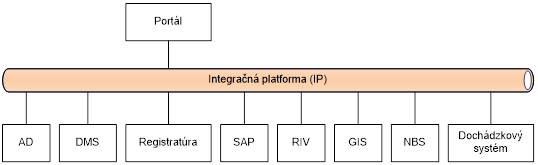 Portál
Integračná platforma (IP)
AD
DMS
Registratúra
SAP
RIV
GIS
NBS
Dochádzkový
systém